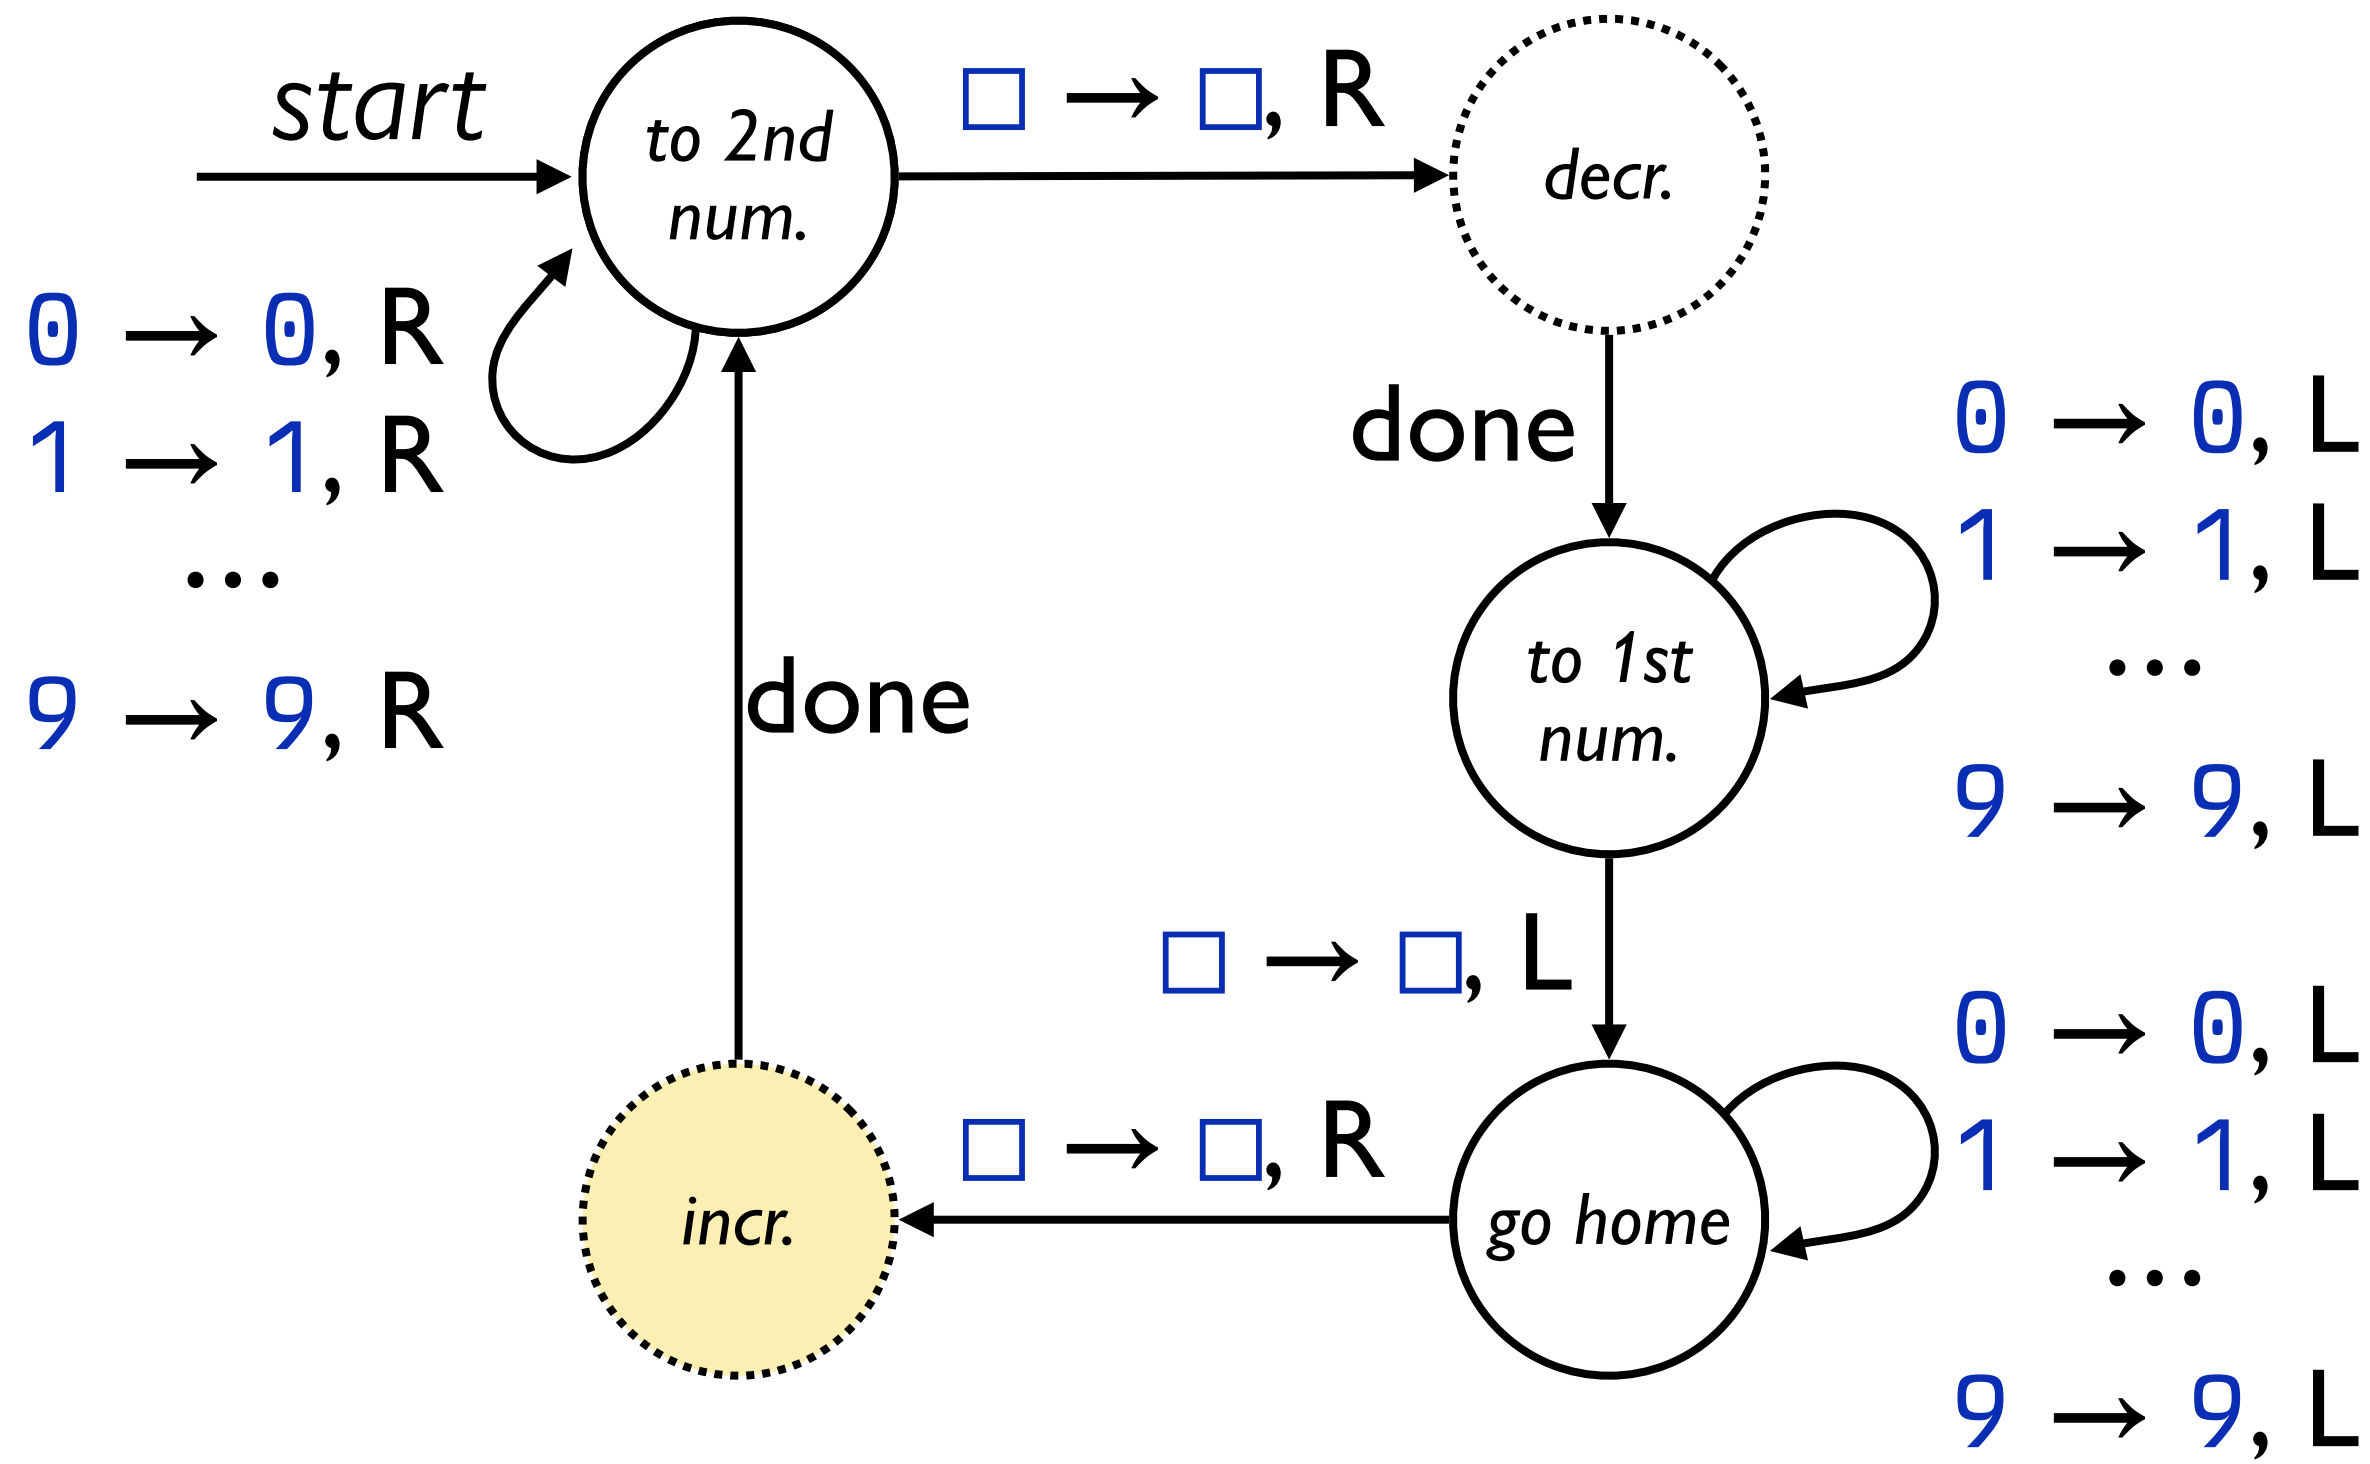 start
to 2nd
num.
□ → □, R
decr.
0 → 0, R
1 → 1, R
...
9 → 9, R
done
done
0 → 0, L
1 → 1, L
...
9 → 9, L
to 1st
num.
□ → □, L
0 → 0, L
1 → 1, L
...
9 → 9, L
□ → □, R
incr.
go home